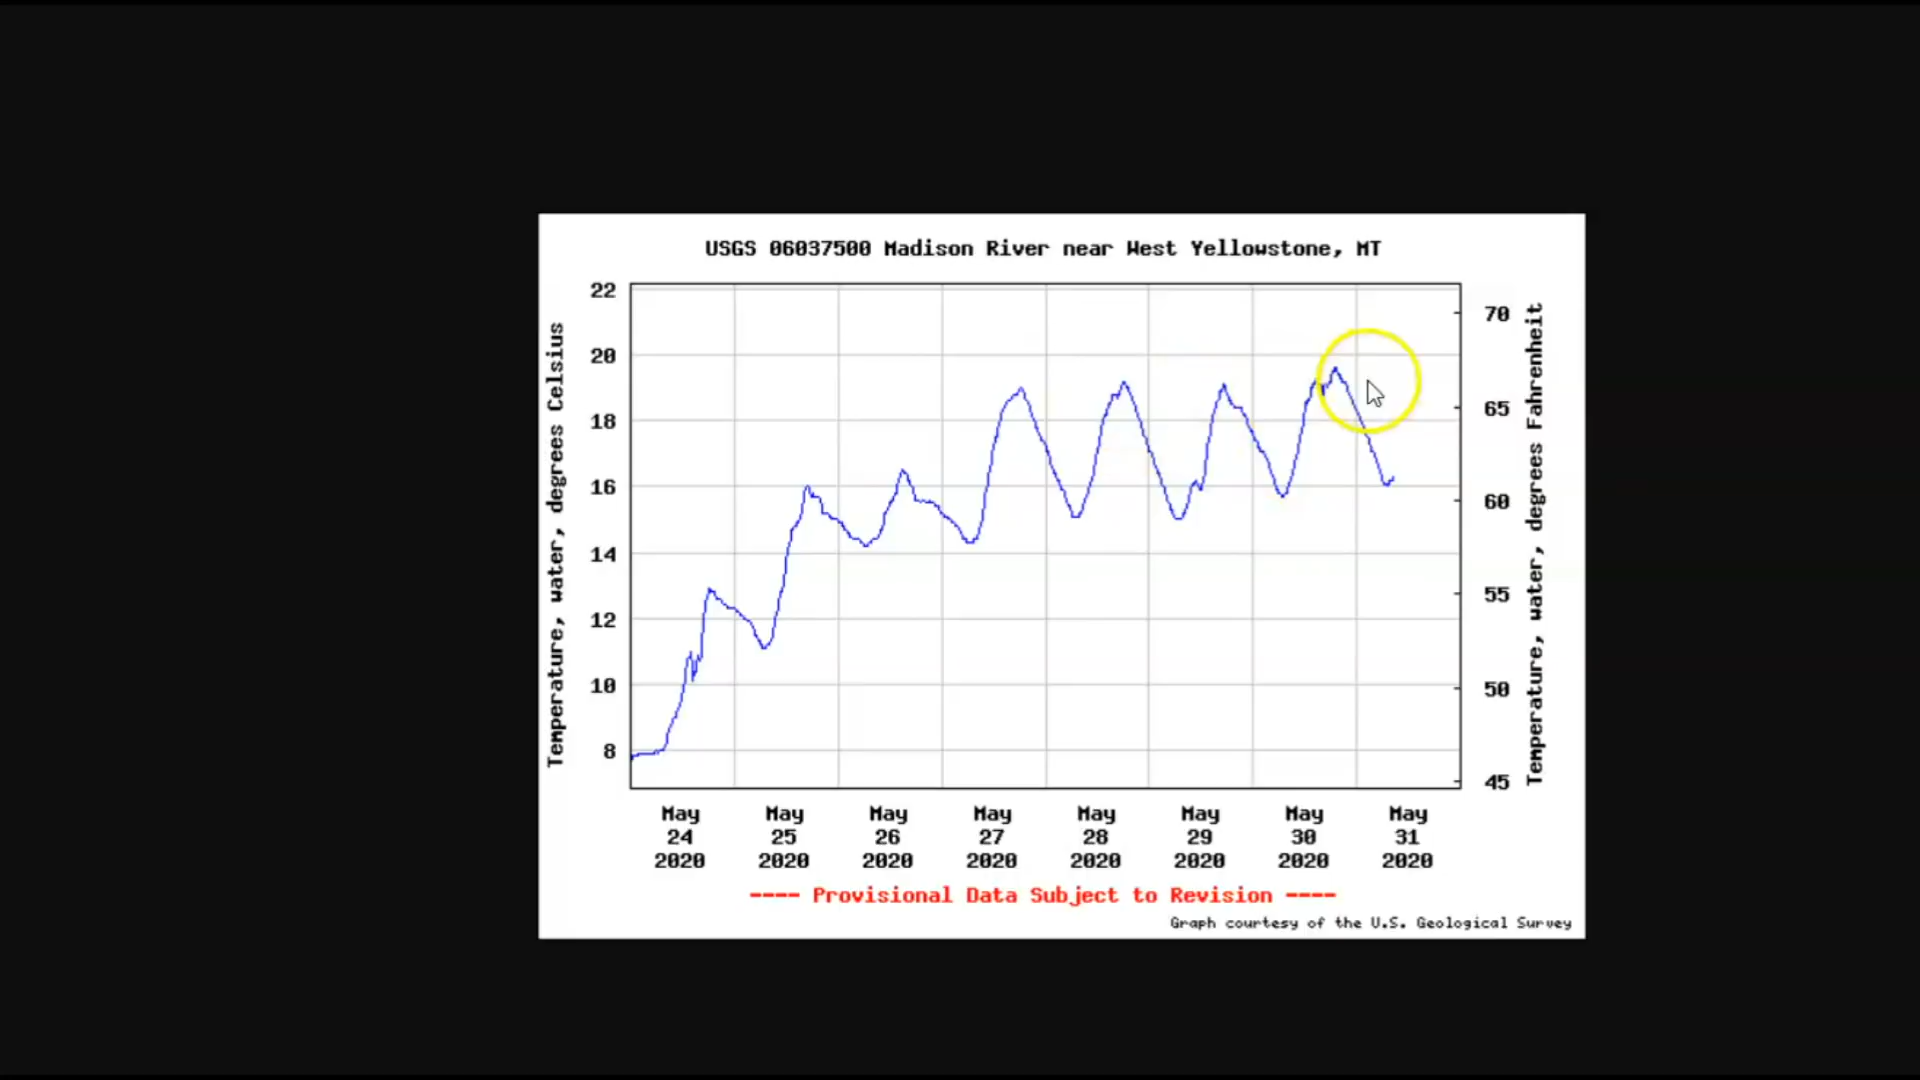 USGS 06037500 Madison River near West Yellowstone, MT
Temperature, water, degrees Celsius
22
20
18
16
14
12
10
8
70
65
60
55
50
45
Temperature, water, degrees Fahrenheit
May May May May May May May May
24 25 26 27 28 29 30 31
2020 2020 2020 2020 2020 2020 2020 2020
---- Provisional Data Subject to Revision ----
Graph courtesy of the U.S. Geological Survey